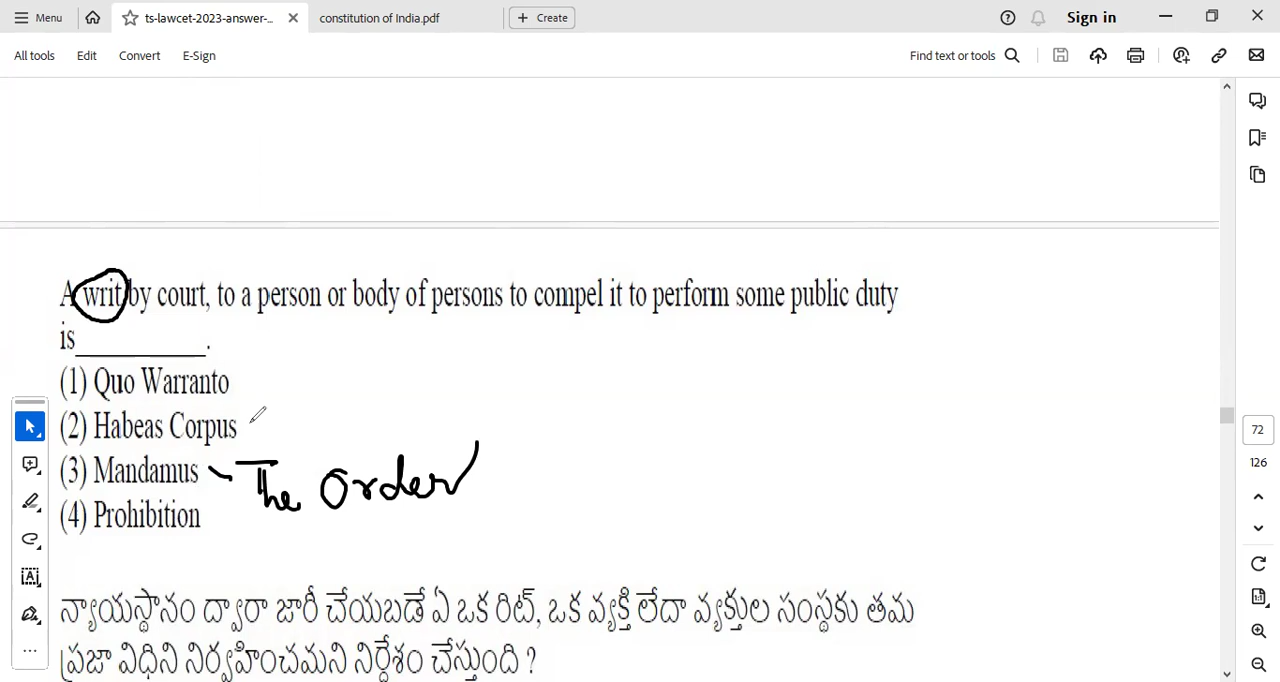 Menu ts-lawcet-2023-answer-... constitution of India.pdf Create Sign in
All tools Edit Convert E-Sign Find text or tools
A writ by court, to a person or body of persons to compel it to perform some public duty
is__________.
(1) Quo Warranto
(2) Habeas Corpus
(3) Mandamus - The Order
(4) Prohibition
72
126
న్యాయస్థానం ద్వారా జారీ చేయబడే ఏ ఒక రిట్, ఒక వ్యక్తి లేదా వ్యక్తుల సంస్థకు తమ
ప్రజా విధిని నిర్వహించమని నిర్దేశం చేస్తుంది ?